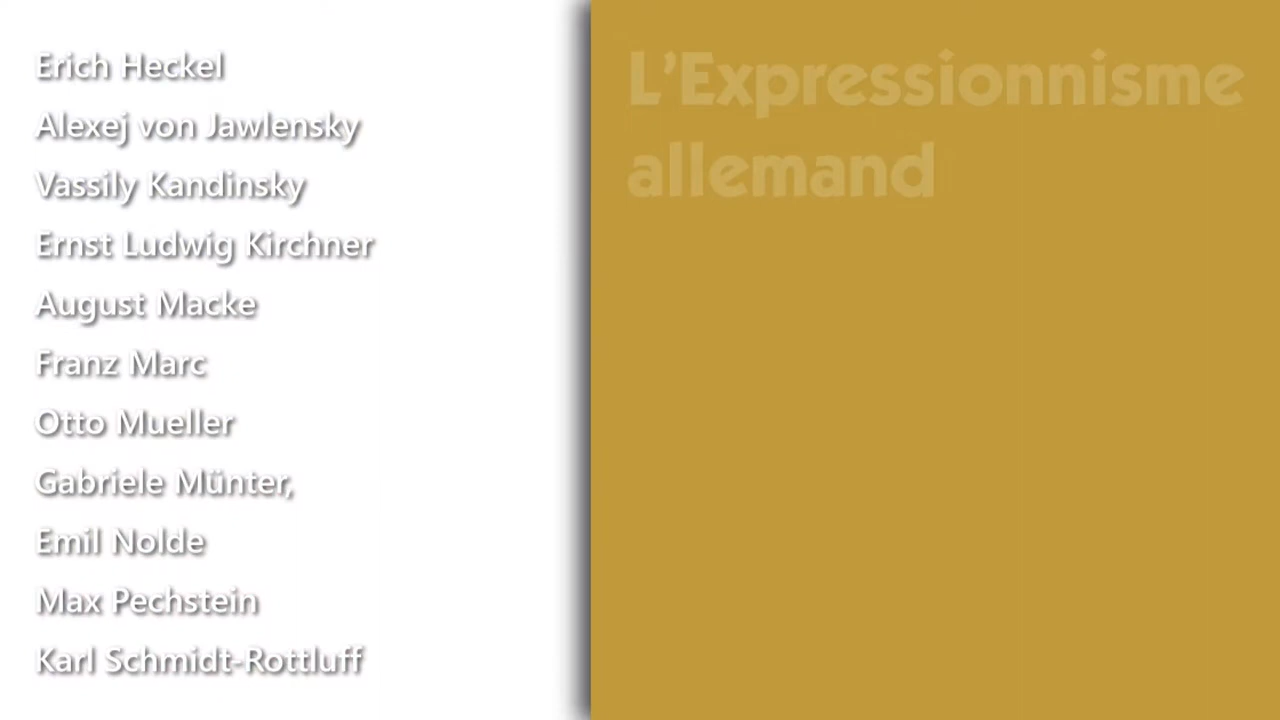 Erich Heckel
Alexej von Jawlensky
Vassily Kandinsky
Ernst Ludwig Kirchner
August Macke
Franz Marc
Otto Mueller
Gabriele Münter,
Emil Nolde
Max Pechstein
Karl Schmidt-Rottluff
L’Expressionnisme
allemand